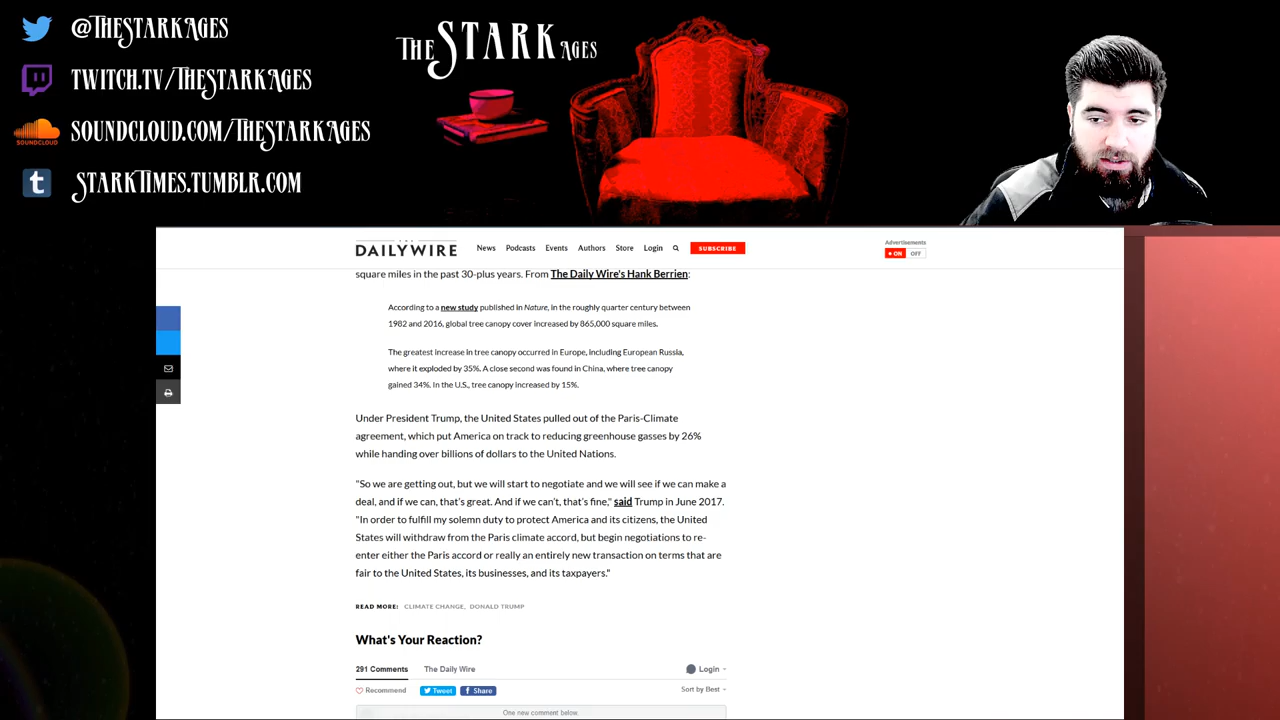 @TheStarkAges
twitch.tv/TheStarkAges
SOUNDCLOUD
soundcloud.com/TheStarkAges
t
StarkTimes.tumblr.com
The STARK Ages
DAILYWIRE
News
Podcasts
Events
Authors
Store
Login
SUBSCRIBE
Advertisements
ON
OFF
square miles in the past 30-plus years. From The Daily Wire's Hank Berrien:
According to a new study published in Nature, in the roughly quarter century between
1982 and 2016, global tree canopy cover increased by 865,000 square miles.
The greatest increase in tree canopy occurred in Europe, including European Russia,
where it exploded by 35%. A close second was found in China, where tree canopy
gained 34%. In the U.S., tree canopy increased by 15%.
Under President Trump, the United States pulled out of the Paris-Climate
agreement, which put America on track to reducing greenhouse gasses by 26%
while handing over billions of dollars to the United Nations.
"So we are getting out, but we will start to negotiate and we will see if we can make a
deal, and if we can, that's great. And if we can't, that's fine," said Trump in June 2017.
"In order to fulfill my solemn duty to protect America and its citizens, the United
States will withdraw from the Paris climate accord, but begin negotiations to re-
enter either the Paris accord or really an entirely new transaction on terms that are
fair to the United States, its businesses, and its taxpayers."
READ MORE: CLIMATE CHANGE, DONALD TRUMP
What's Your Reaction?
291 Comments
The Daily Wire
Login
Recommend
Tweet
f Share
Sort by Best
One new comment below.